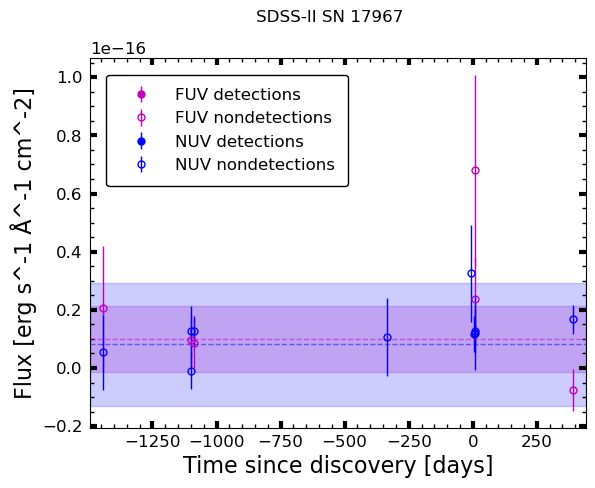 SDSS-II SN 17967
1e−16
FUV detections
FUV nondetections
NUV detections
NUV nondetections
1.0
0.8
0.6
0.4
0.2
0.0
−0.2
Flux [erg s^-1 Å^-1 cm^-2]
−1250 −1000 −750 −500 −250 0 250
Time since discovery [days]